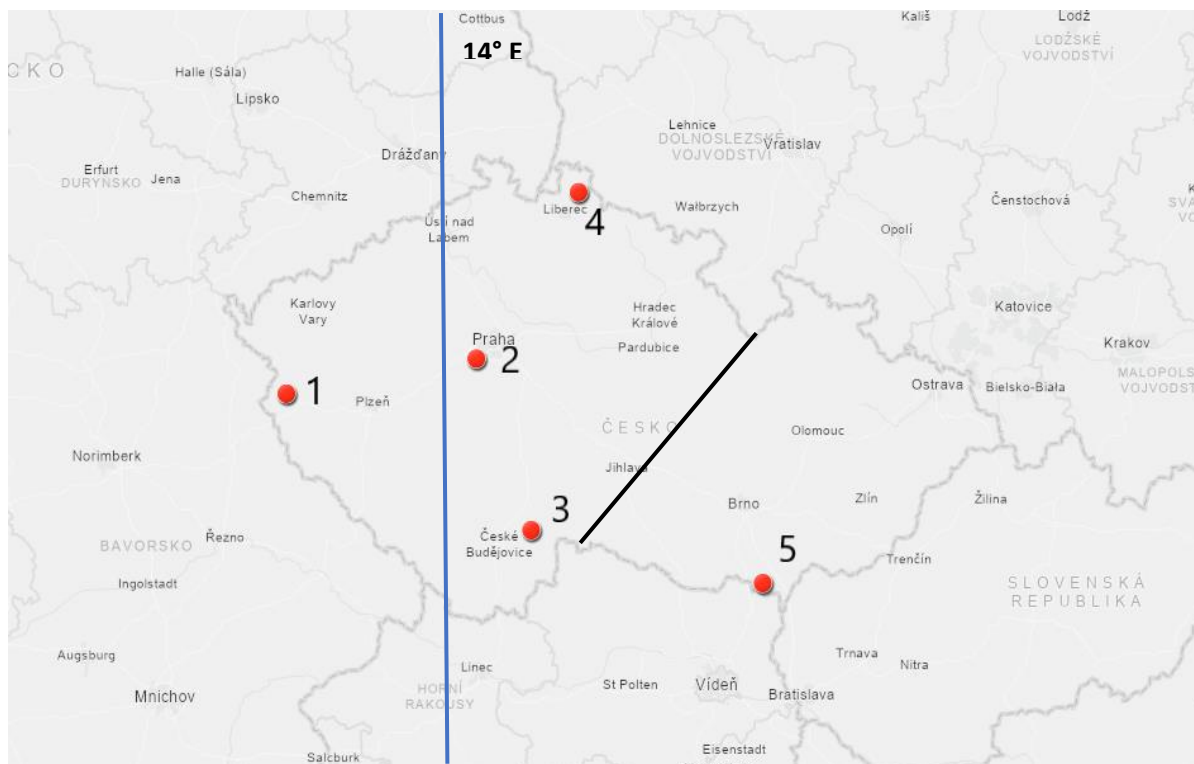 Cottbus
Kališ
Lodž
14° E
LODŽSKÉ
VOJVODSTVÍ
CKO
Halle (Sála)
Lipsko
Lehnice
DOLNOSLEZSKÉ
VOJVODSTVÍ
Vratislav
Drážďany
Erfurt
DURYNSKO
Jena
Chemnitz
Čenstochová
Liberec
4
Wałbrzych
Ústí nad
Labem
Opolí
Karlovy
Vary
Hradec
Králové
Katovice
Praha
2
Pardubice
Krakov
MALOPOLS
VOJVODST
1
Plzeň
Ostrava
Bielsko-Biała
ČESKO
Olomouc
Norimberk
Jihlava
Brno
Zlín
Žilina
3
České
Budějovice
Řezno
BAVORSKO
5
Trenčín
Ingolstadt
SLOVENSKÁ
REPUBLIKA
Augsburg
Linec
Trnava
Nitra
Mnichov
HORNÍ
RAKOUSY
St Polten
Vídeň
Bratislava
Salcburk
Eisenstadt